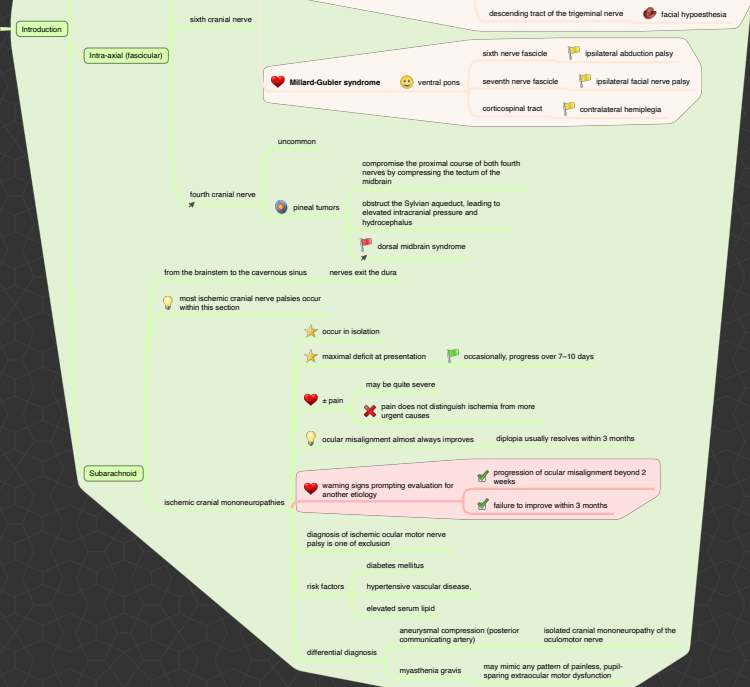 descending tract of the trigeminal nerve
facial hypoesthesia
sixth cranial nerve
Introduction
Intra-axial (fascicular)
Millard-Gubler syndrome
ventral pons
sixth nerve fascicle
ipsilateral abduction palsy
seventh nerve fascicle
ipsilateral facial nerve palsy
corticospinal tract
contralateral hemiplegia
fourth cranial nerve
uncommon
pineal tumors
compromise the proximal course of both fourth
nerves by compressing the tectum of the
midbrain
obstruct the Sylvian aqueduct, leading to
elevated intracranial pressure and
hydrocephalus
dorsal midbrain syndrome
Subarachnoid
from the brainstem to the cavernous sinus
nerves exit the dura
most ischemic cranial nerve palsies occur
within this section
ischemic cranial mononeuropathies
occur in isolation
maximal deficit at presentation
occasionally, progress over 7–10 days
± pain
may be quite severe
pain does not distinguish ischemia from more
urgent causes
ocular misalignment almost always improves
diplopia usually resolves within 3 months
warning signs prompting evaluation for
another etiology
progression of ocular misalignment beyond 2
weeks
failure to improve within 3 months
diagnosis of ischemic ocular motor nerve
palsy is one of exclusion
risk factors
diabetes mellitus
hypertensive vascular disease,
elevated serum lipid
differential diagnosis
aneurysmal compression (posterior
communicating artery)
isolated cranial mononeuropathy of the
oculomotor nerve
myasthenia gravis
may mimic any pattern of painless, pupil-
sparing extraocular motor dysfunction